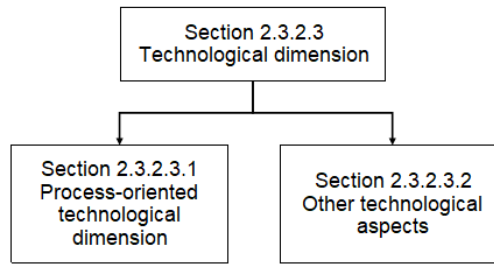 Section 2.3.2.3
Technological dimension
Section 2.3.2.3.1
Process-oriented
technological
dimension
Section 2.3.2.3.2
Other technological
aspects